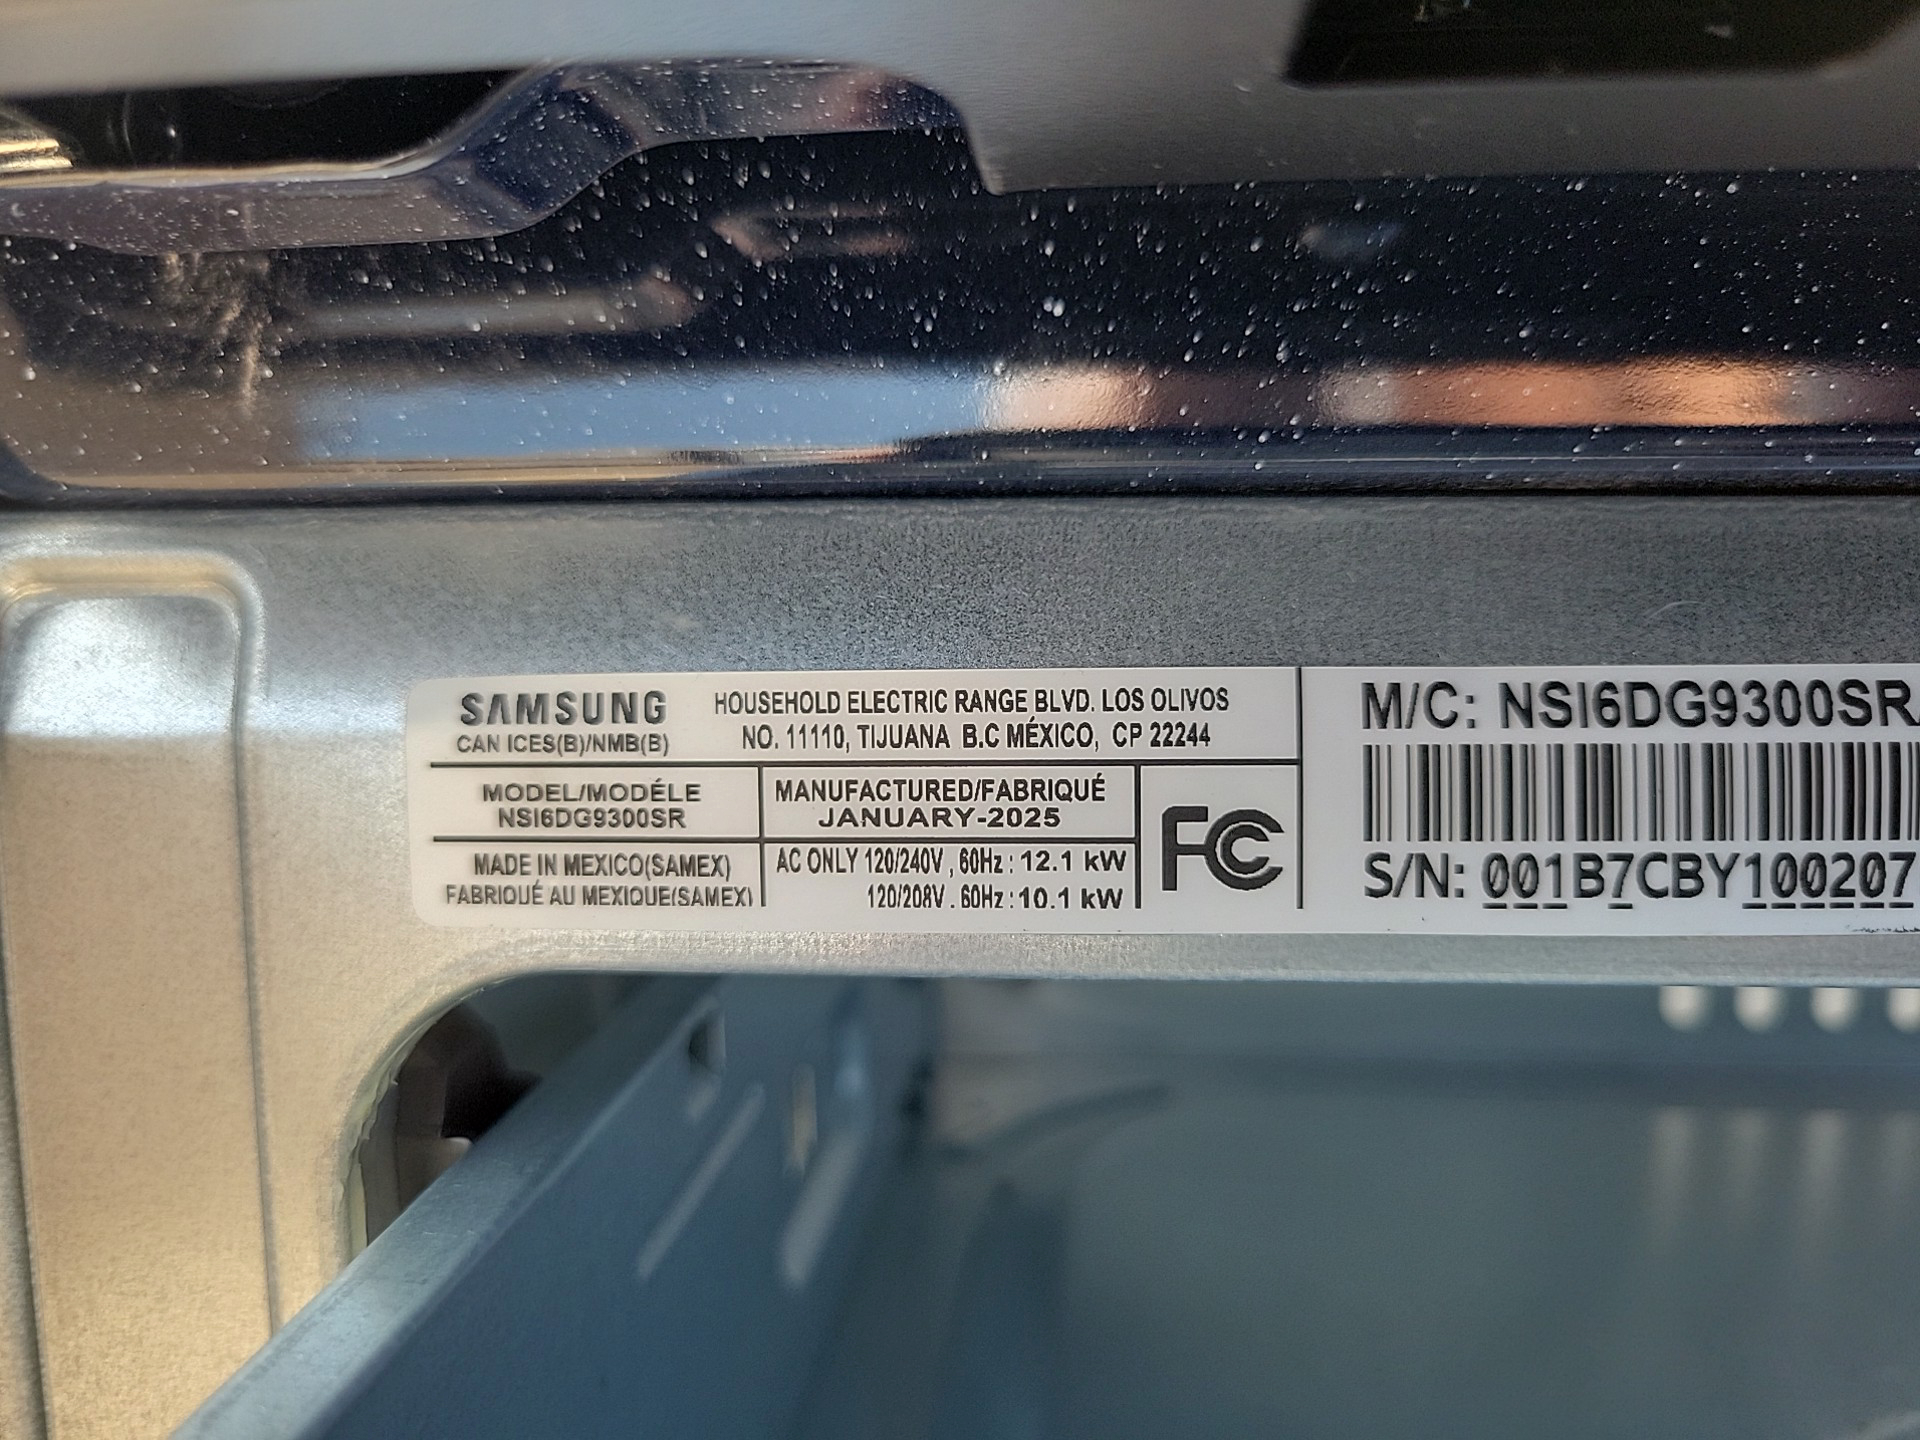 SAMSUNG
CAN ICES(B)/NMB(B)
HOUSEHOLD ELECTRIC RANGE BLVD. LOS OLIVOS
NO. 11110, TIJUANA B.C MÉXICO, CP 22244
MODEL/MODÉLE
NSI6DG9300SR
MANUFACTURED/FABRIQUÉ
JANUARY-2025
MADE IN MEXICO(SAMEX)
FABRIQUÉ AU MEXIQUE(SAMEX)
AC ONLY 120/240V , 60Hz : 12.1 kW
120/208V . 60Hz : 10.1 kW
FC
M/C: NSI6DG9300SR
S/N: 001B7CBY100207